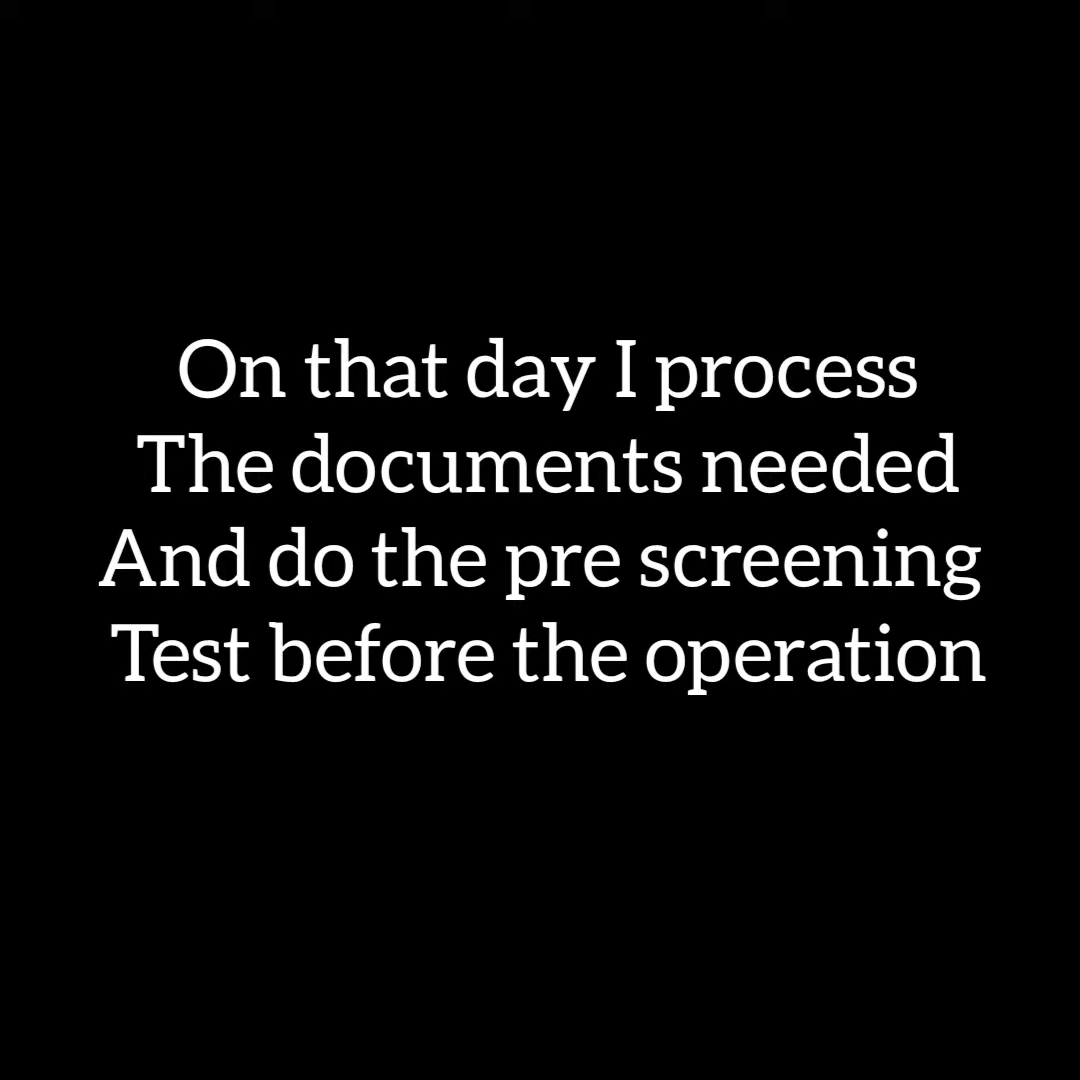 On that day I process
The documents needed
And do the pre screening
Test before the operation